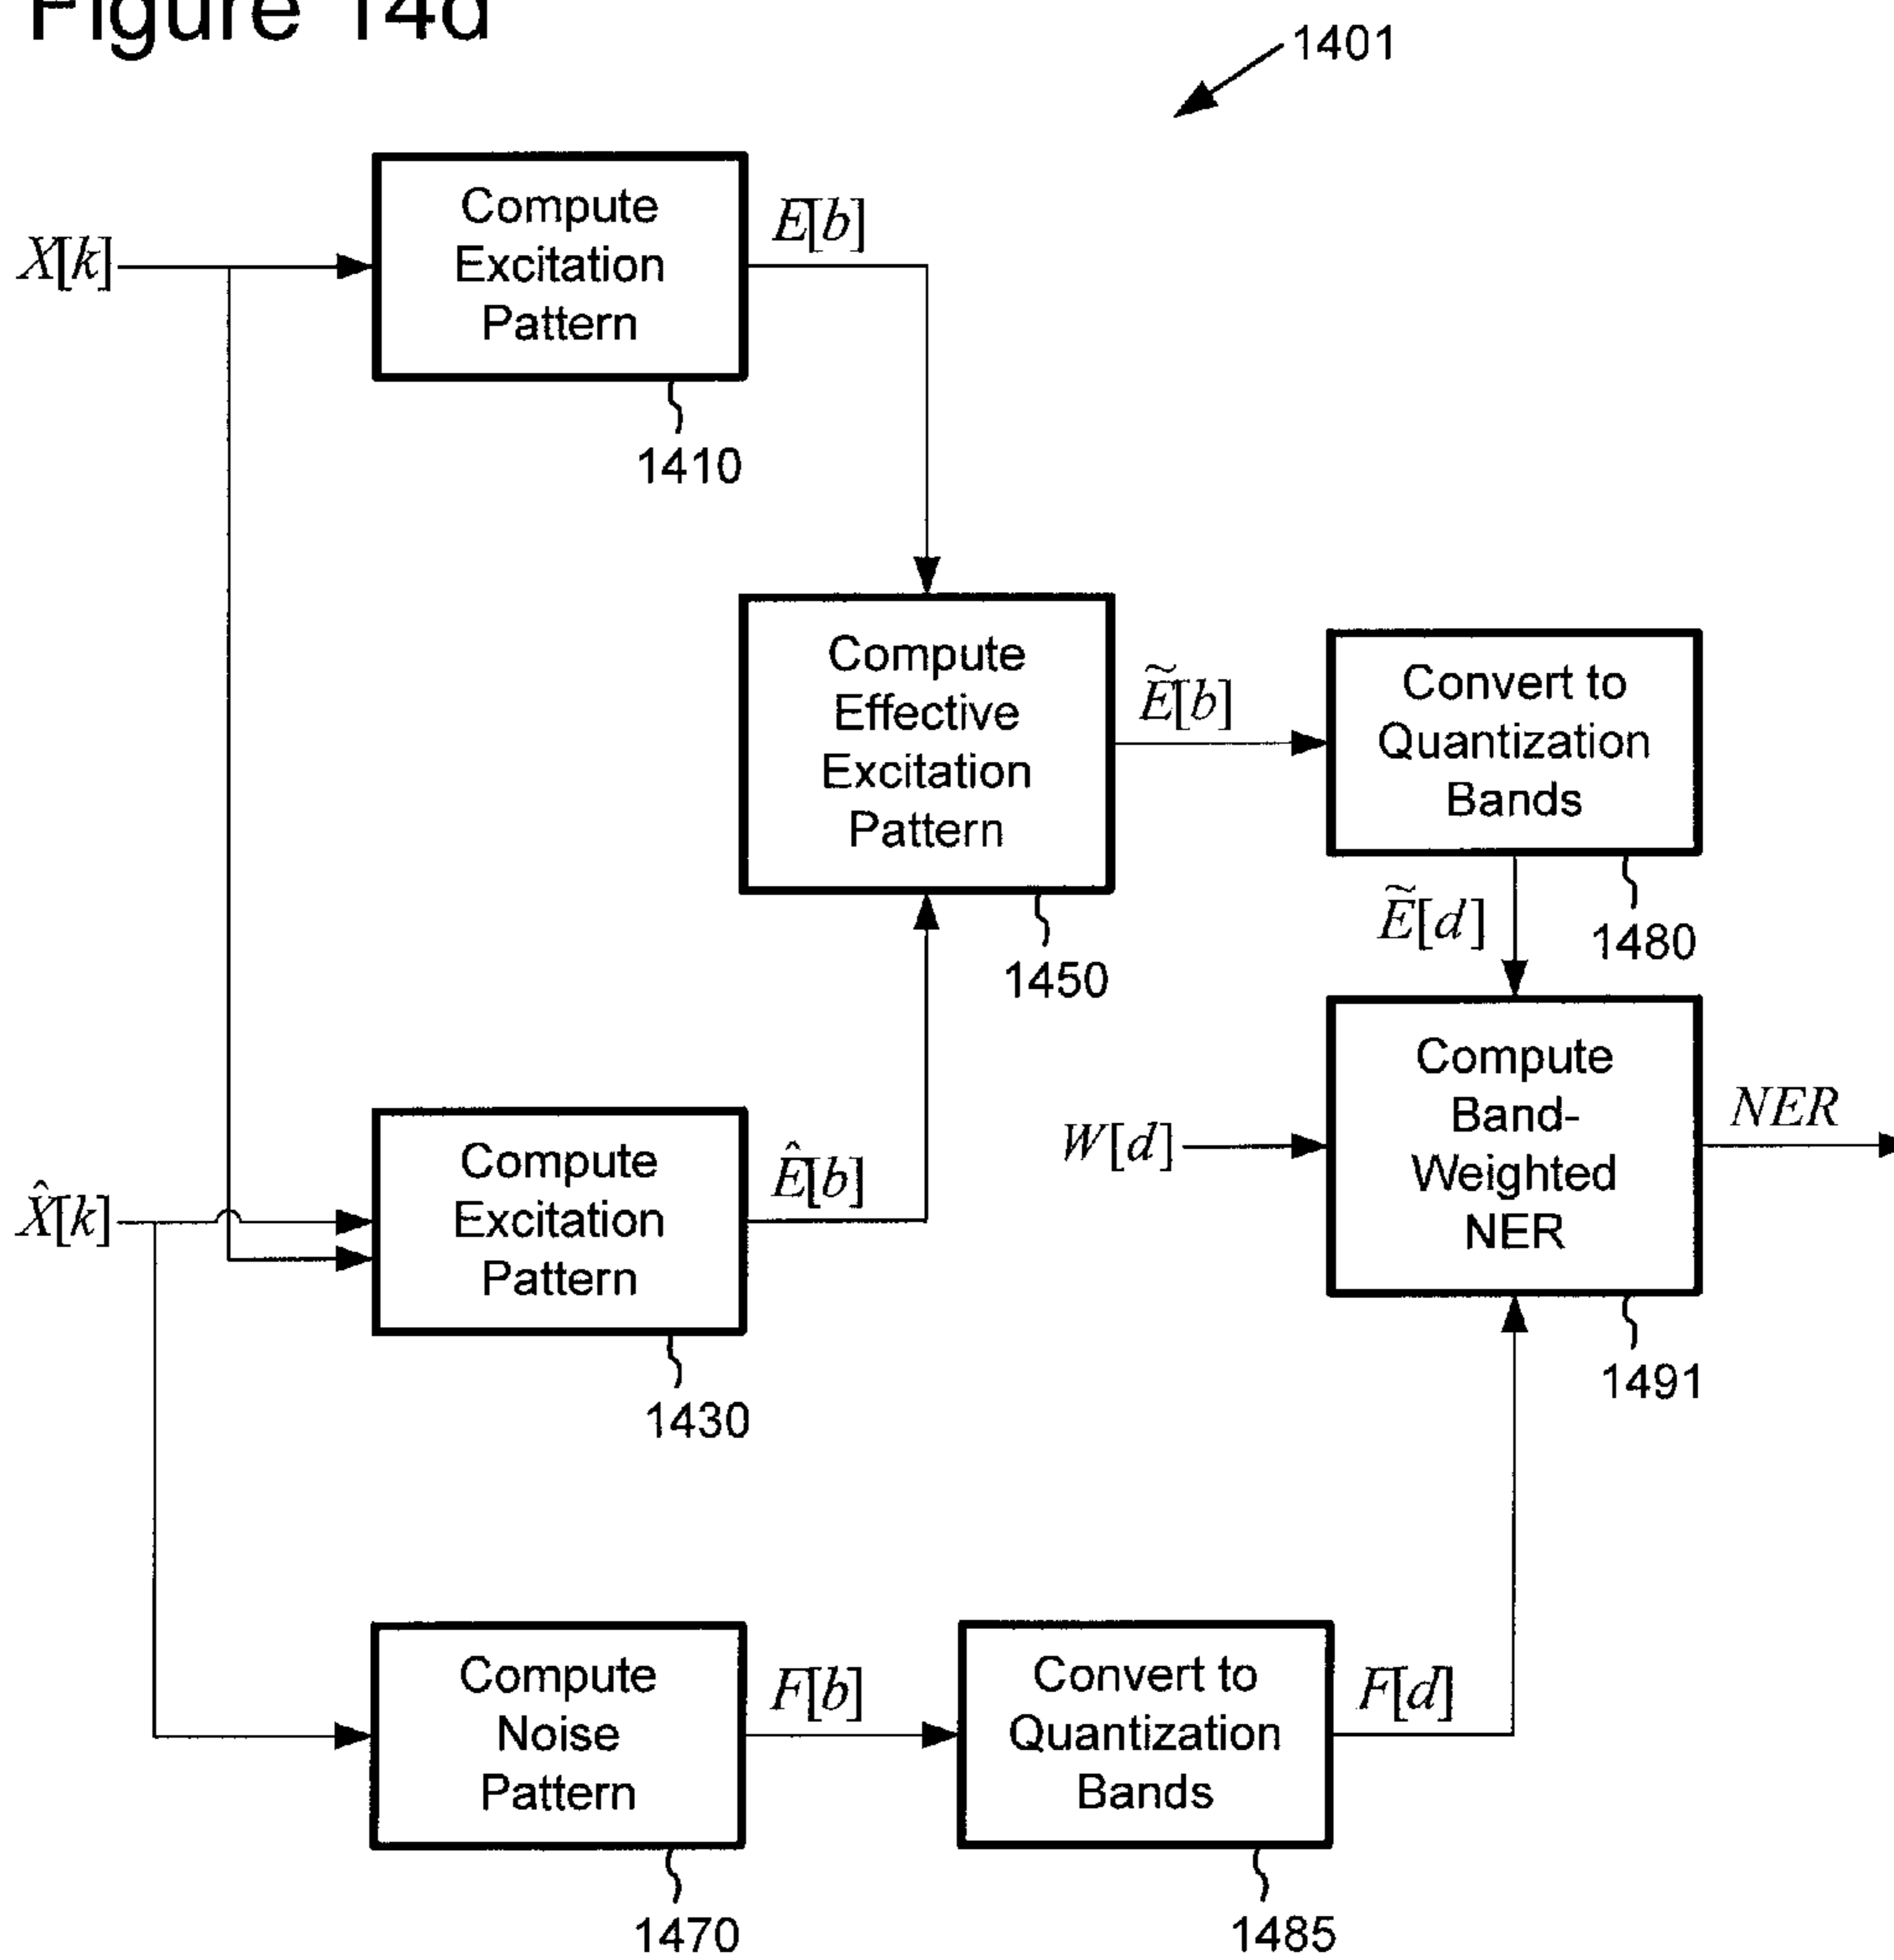 Figure 14d
1401
Compute
Excitation
Pattern
E[b]
X[k]
1410
Compute
Effective
Excitation
Pattern
Ẽ[b]
Convert to
Quantization
Bands
Ẽ[d]
1480
1450
Compute
Band-
Weighted
NER
NER
W[d]
Compute
Excitation
Pattern
Ê[b]
X̂[k]
1491
1430
Compute
Noise
Pattern
F[b]
Convert to
Quantization
Bands
F[d]
1470
1485